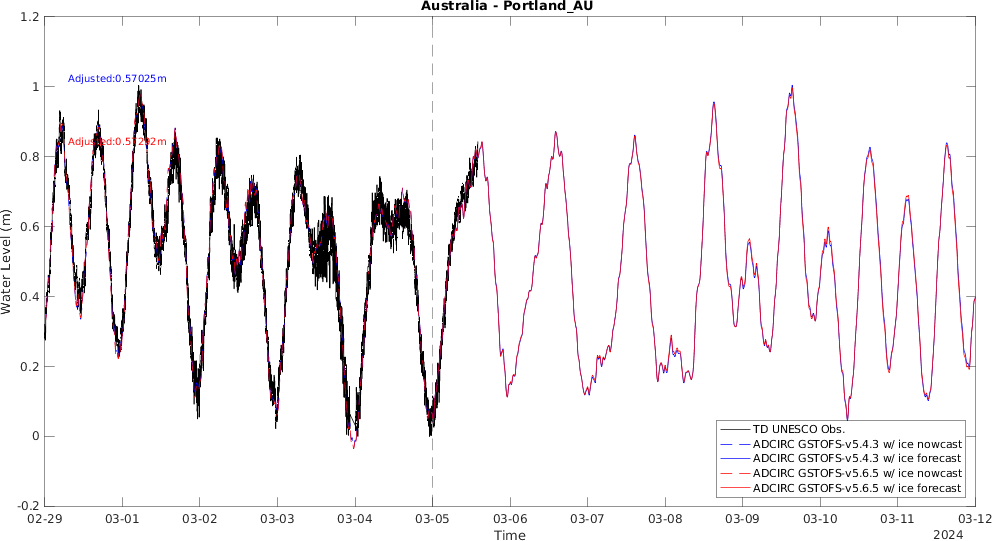 Australia - Portland_AU
1.2
1
0.8
0.6
0.4
0.2
0
-0.2
Water Level (m)
Adjusted:0.57025m
Adjusted:0.57292m
TD UNESCO Obs.
ADCIRC GSTOFS-v5.4.3 w/ ice nowcast
ADCIRC GSTOFS-v5.4.3 w/ ice forecast
ADCIRC GSTOFS-v5.6.5 w/ ice nowcast
ADCIRC GSTOFS-v5.6.5 w/ ice forecast
02-29 03-01 03-02 03-03 03-04 03-05 03-06 03-07 03-08 03-09 03-10 03-11 03-12
Time
2024